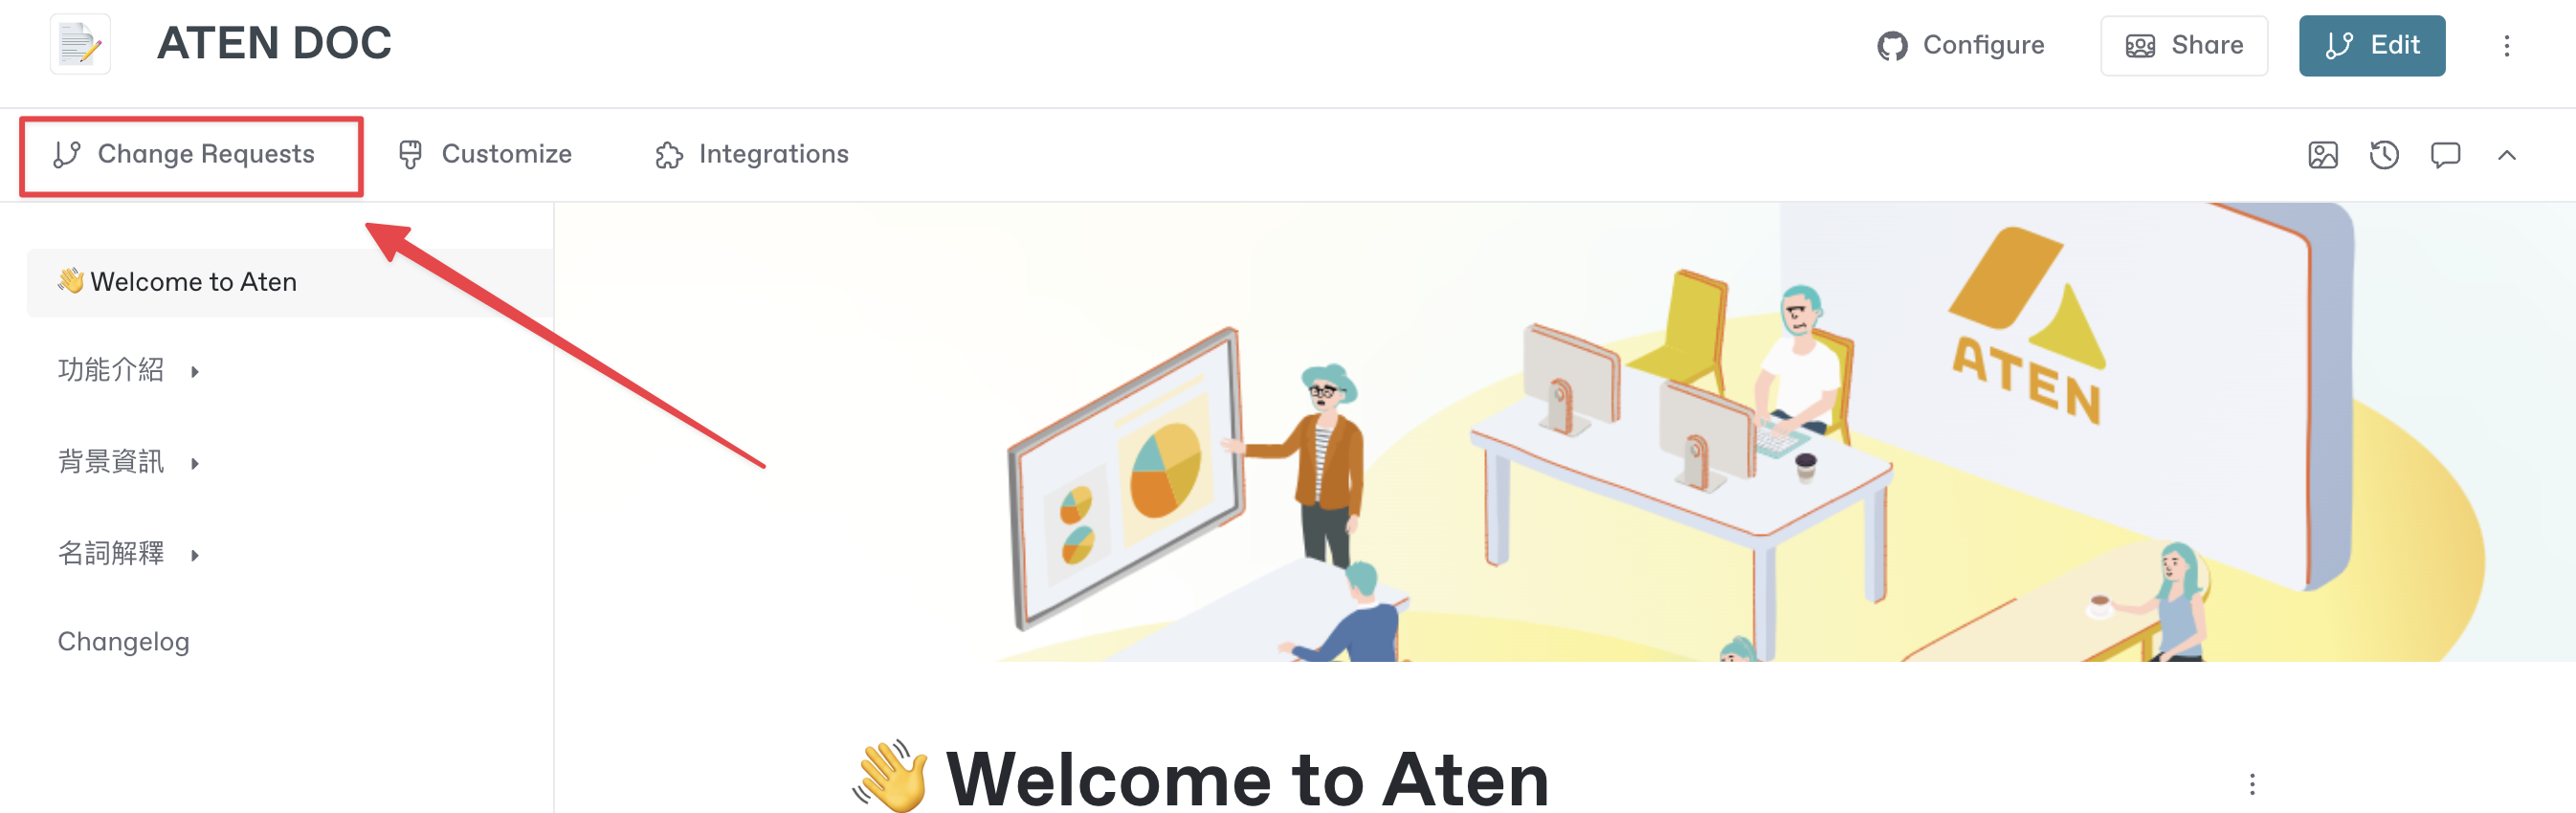 ATEN DOC
Configure
Share
Edit
Change Requests
Customize
Integrations
👋 Welcome to Aten
功能介紹
背景資訊
名詞解釋
Changelog
ATEN
👋 Welcome to Aten